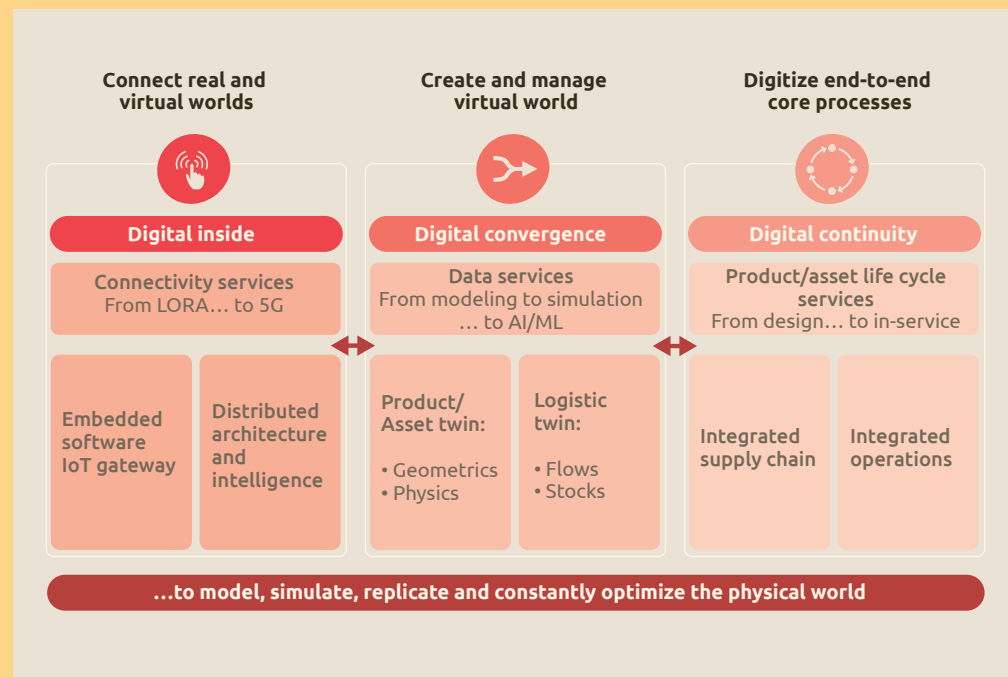 Connect real and
virtual worlds
Digital inside
Connectivity services
From LORA... to 5G
Embedded
software
IoT gateway
Distributed
architecture
and
intelligence
Create and manage
virtual world
Digital convergence
Data services
From modeling to simulation
... to AI/ML
Product/
Asset twin:
• Geometrics
• Physics
Logistic
twin:
• Flows
• Stocks
Digitize end-to-end
core processes
Digital continuity
Product/asset life cycle
services
From design... to in-service
Integrated
supply chain
Integrated
operations
...to model, simulate, replicate and constantly optimize the physical world